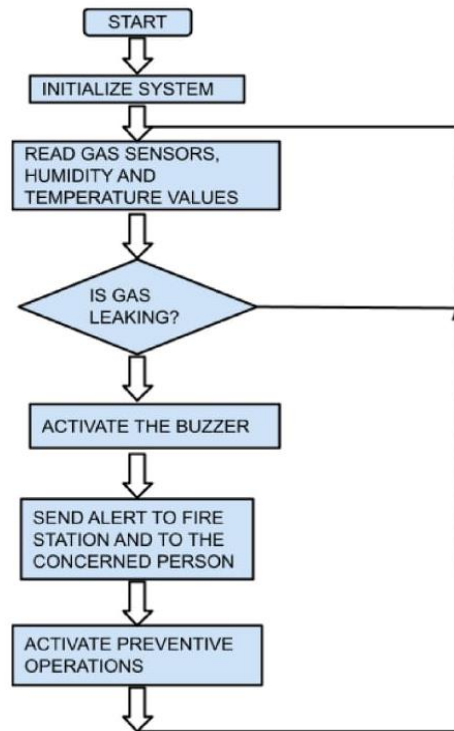 START
INITIALIZE SYSTEM
READ GAS SENSORS,
HUMIDITY AND
TEMPERATURE VALUES
IS GAS
LEAKING?
ACTIVATE THE BUZZER
SEND ALERT TO FIRE
STATION AND TO THE
CONCERNED PERSON
ACTIVATE PREVENTIVE
OPERATIONS